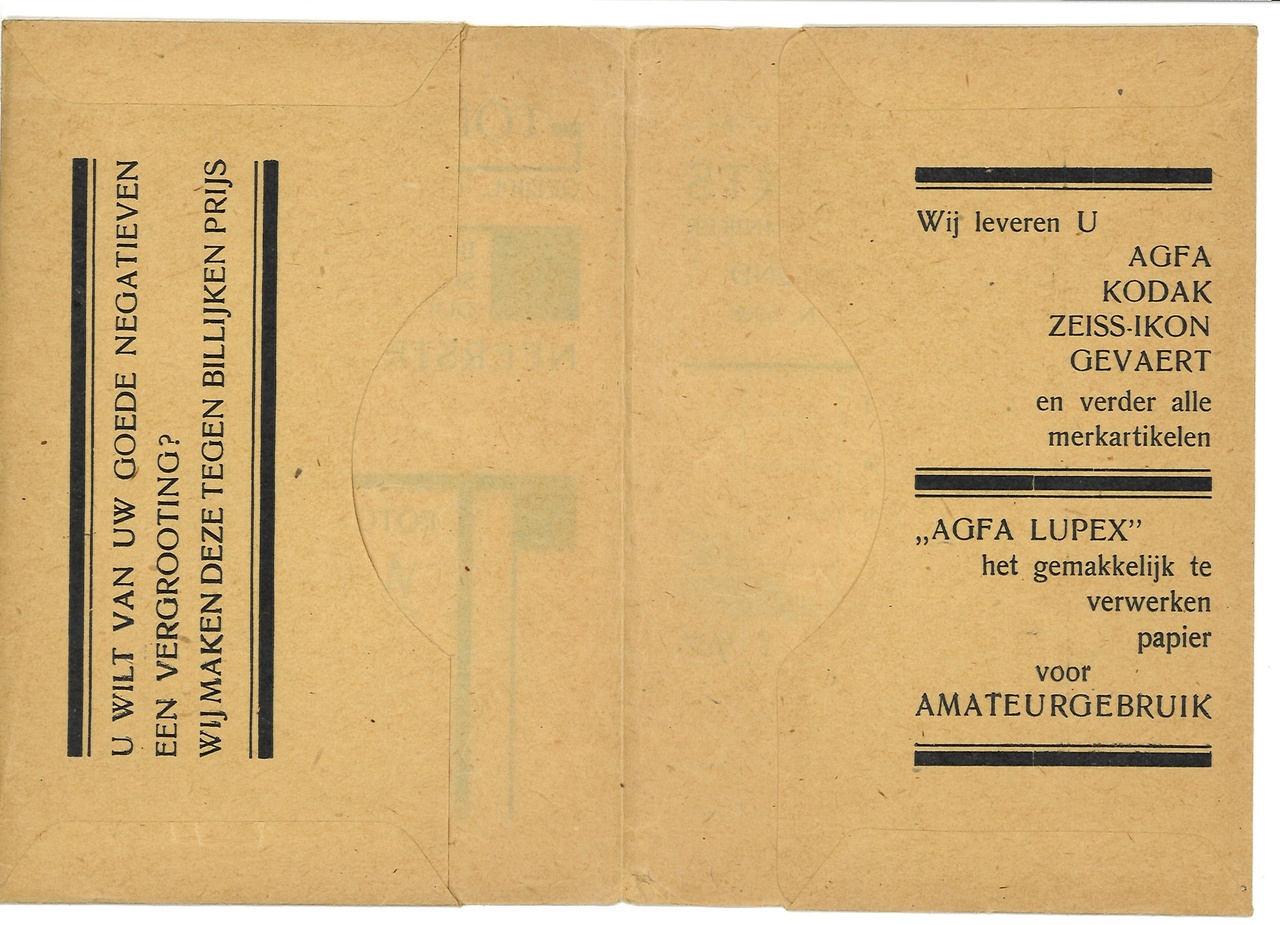 U WILT VAN UW GOEDE NEGATIEVEN
EEN VERGROOTING?
WIJ MAKEN DEZE TEGEN BILLIJKEN PRIJS
Wij leveren U
AGFA
KODAK
ZEISS-IKON
GEVAERT
en verder alle
merkartikelen
„AGFA LUPEX”
het gemakkelijk te
verwerken
papier
voor
AMATEURGEBRUIK